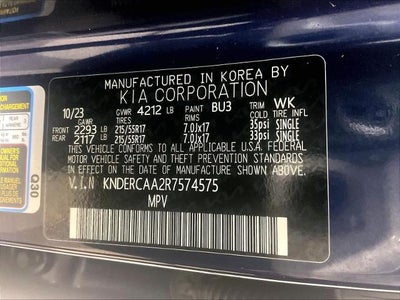 MANUFACTURED IN KOREA BY
KIA CORPORATION
10/23 GVWR 4212 LB PAINT BU3 TRIM WK
GAWR TIRES RIMS COLD TIRE INFL
FRONT 2293 LB 215/55R17 7.0Jx17 35psi SINGLE
REAR 2117 LB 215/55R17 7.0Jx17 33psi SINGLE
THIS VEHICLE CONFORMS TO ALL APPLICABLE U.S.A. FEDERAL
MOTOR VEHICLE SAFETY AND THEFT PREVENTION STANDARDS
IN EFFECT ON THE DATE OF MANUFACTURE SHOWN ABOVE.
V.I.N KNDERCAA2R7574575
MPV
Q30